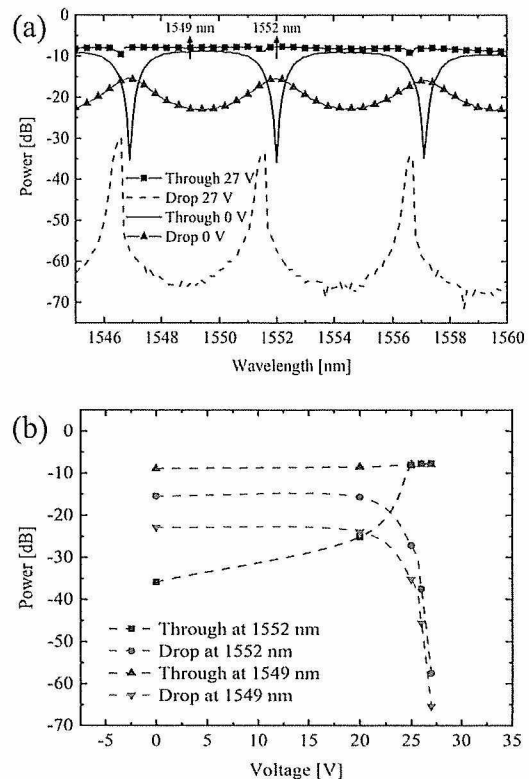 (a)
1549 nm 1552 nm
0
-10
-20
-30
-40
-50
-60
-70
Power [dB]
Through 27 V
Drop 27 V
Through 0 V
Drop 0 V
1546 1548 1550 1552 1554 1556 1558 1560
Wavelength [nm]
(b)
0
-10
-20
-30
-40
-50
-60
-70
Power [dB]
Through at 1552 nm
Drop at 1552 nm
Through at 1549 nm
Drop at 1549 nm
-5 0 5 10 15 20 25 30 35
Voltage [V]